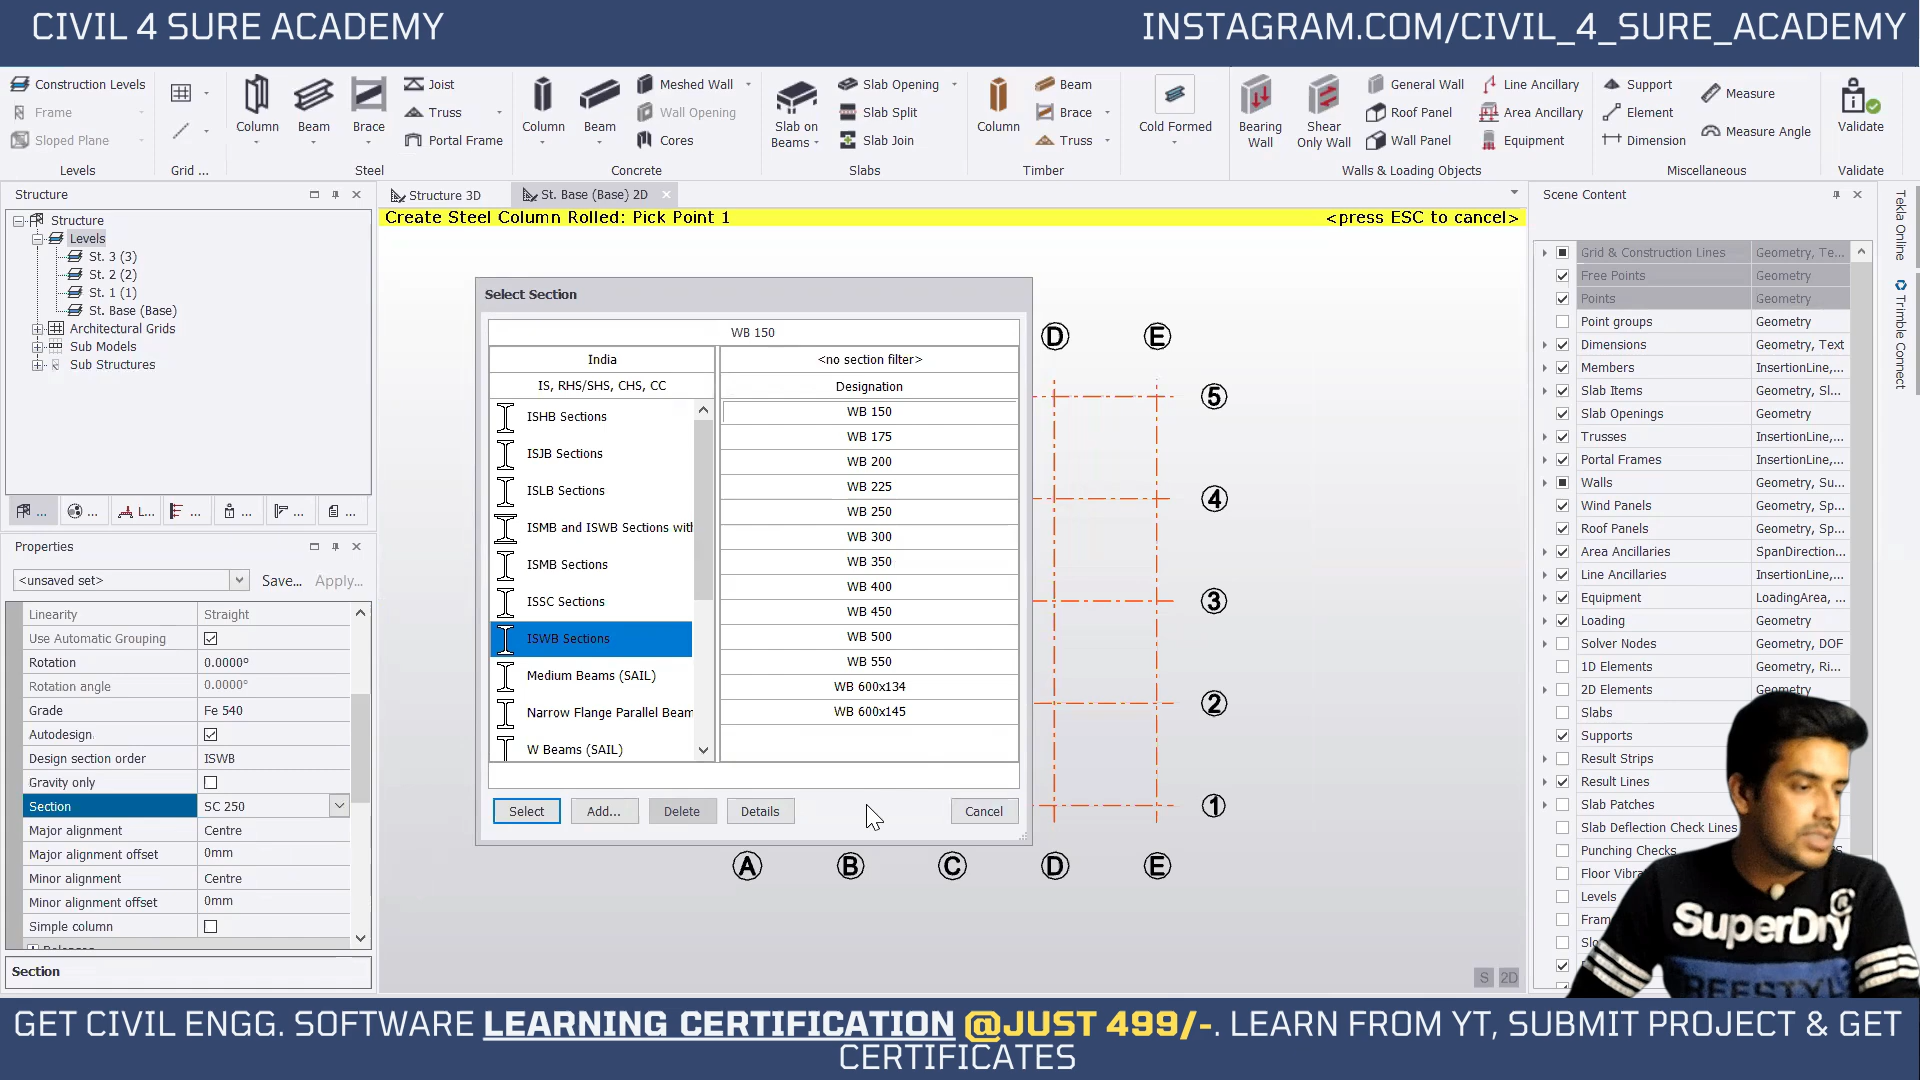 CIVIL 4 SURE ACADEMY
INSTAGRAM.COM/CIVIL_4_SURE_ACADEMY
Construction Levels
Frame
Sloped Plane
Levels
Grid ...
Column
Beam
Brace
Joist
Truss
Portal Frame
Steel
Column
Beam
Meshed Wall
Wall Opening
Cores
Concrete
Slab on
Beams
Slab Opening
Slab Split
Slab Join
Slabs
Column
Beam
Brace
Truss
Timber
Cold Formed
Bearing
Wall
Shear
Only Wall
General Wall
Roof Panel
Wall Panel
Line Ancillary
Area Ancillary
Equipment
Walls & Loading Objects
Support
Element
Dimension
Measure
Measure Angle
Miscellaneous
Validate
Validate
Structure
Structure
Levels
St. 3 (3)
St. 2 (2)
St. 1 (1)
St. Base (Base)
Architectural Grids
Sub Models
Sub Structures
...
...
L...
...
...
...
...
Properties
<unsaved set>
Save...
Apply...
Linearity Straight
Use Automatic Grouping
Rotation 0.0000°
Rotation angle 0.0000°
Grade Fe 540
Autodesign
Design section order ISWB
Gravity only
Section SC 250
Major alignment Centre
Major alignment offset 0mm
Minor alignment Centre
Minor alignment offset 0mm
Simple column
Section
Structure 3D
St. Base (Base) 2D
Create Steel Column Rolled: Pick Point 1
<press ESC to cancel>
Select Section
WB 150
India
<no section filter>
IS, RHS/SHS, CHS, CC
Designation
ISHB Sections
ISJB Sections
ISLB Sections
ISMB and ISWB Sections with
ISMB Sections
ISSC Sections
ISWB Sections
Medium Beams (SAIL)
Narrow Flange Parallel Beam
W Beams (SAIL)
WB 150
WB 175
WB 200
WB 225
WB 250
WB 300
WB 350
WB 400
WB 450
WB 500
WB 550
WB 600x134
WB 600x145
Select
Add...
Delete
Details
Cancel
D
E
5
4
3
2
1
A
B
C
D
E
S
2D
Scene Content
Grid & Construction Lines Geometry, Te...
Free Points Geometry
Points Geometry
Point groups Geometry
Dimensions Geometry, Text
Members InsertionLine,...
Slab Items Geometry, Sl...
Slab Openings Geometry
Trusses InsertionLine,...
Portal Frames InsertionLine,...
Walls Geometry, Su...
Wind Panels Geometry, Sp...
Roof Panels Geometry, Sp...
Area Ancillaries SpanDirection...
Line Ancillaries InsertionLine,...
Equipment LoadingArea, ...
Loading Geometry, ...
Solver Nodes Geometry, DOF
1D Elements Geometry, Ri...
2D Elements Geometry
Slabs
Supports
Result Strips
Result Lines
Slab Patches
Slab Deflection Check Lines
Punching Checks
Floor Vibra
Levels
Fram
Slo
Tekla Online
Trimble Connect
SuperDry®
GET CIVIL ENGG. SOFTWARE LEARNING CERTIFICATION @JUST 499/-. LEARN FROM YT, SUBMIT PROJECT & GET
CERTIFICATES